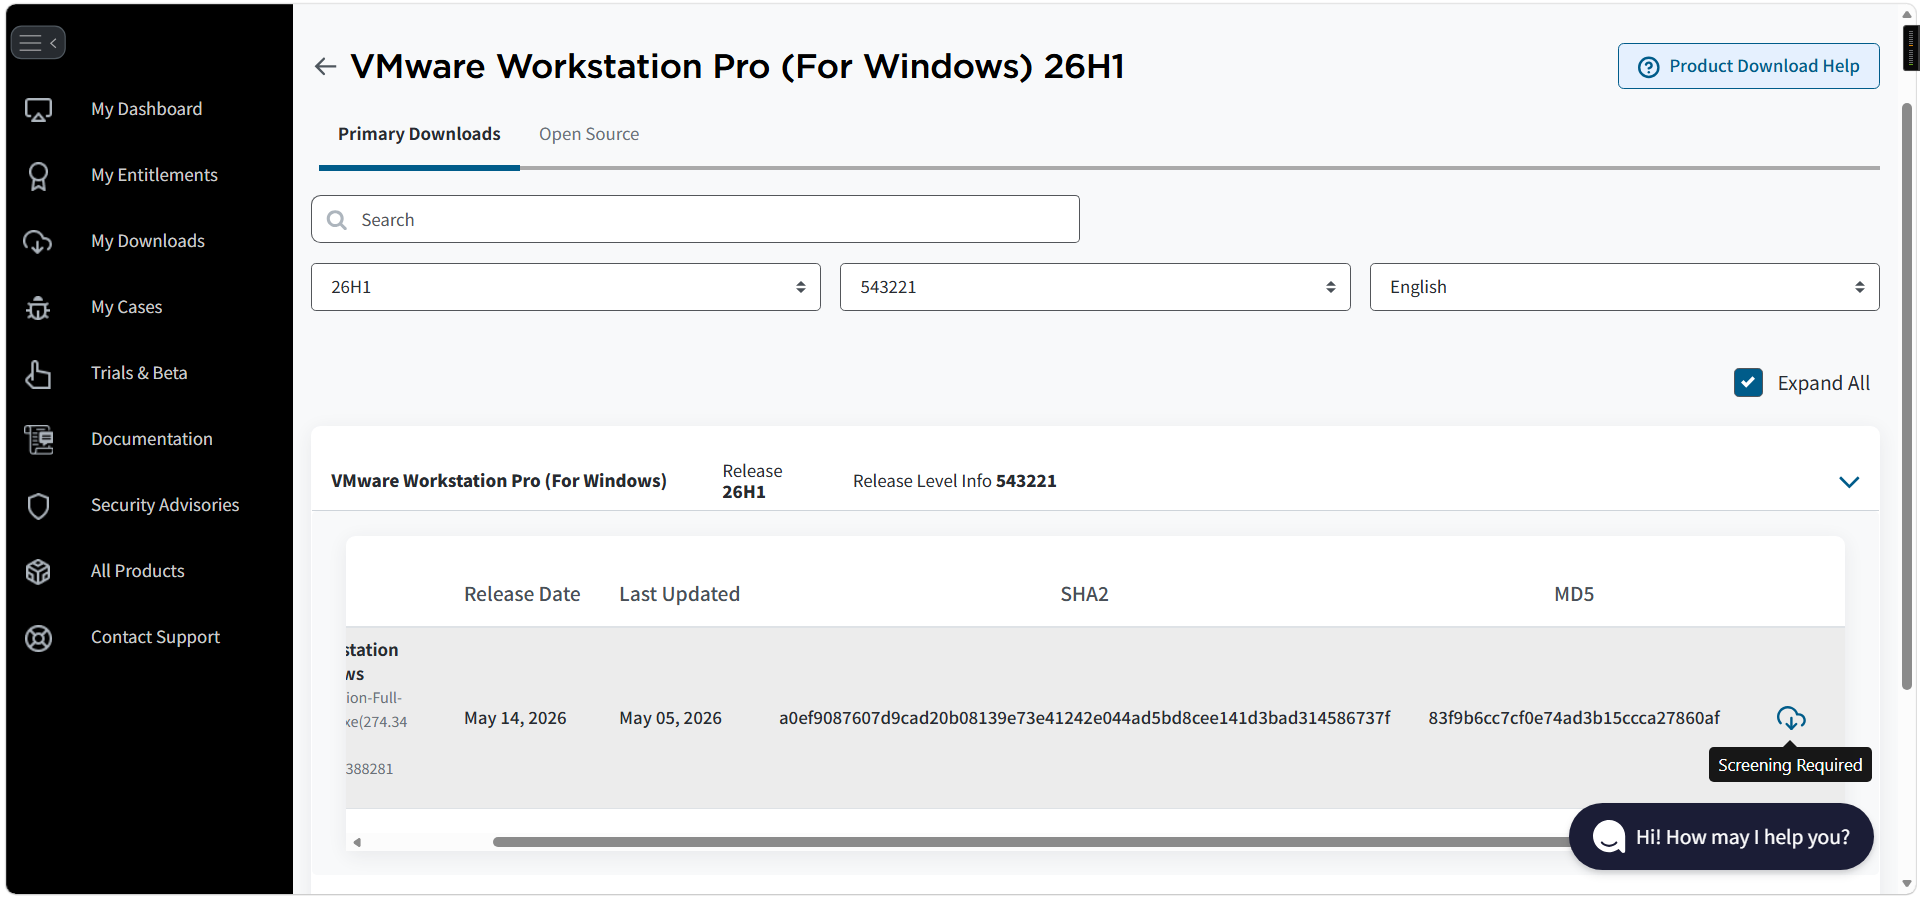 VMware Workstation Pro (For Windows) 26H1
Product Download Help
My Dashboard
My Entitlements
My Downloads
My Cases
Trials & Beta
Documentation
Security Advisories
All Products
Contact Support
Primary Downloads
Open Source
Search
26H1
543221
English
Expand All
VMware Workstation Pro (For Windows)
Release
26H1
Release Level Info 543221
Release Date
Last Updated
SHA2
MD5
station
ws
ion-Full-
xe(274.34
388281
May 14, 2026
May 05, 2026
a0ef9087607d9cad20b08139e73e41242e044ad5bd8cee141d3bad314586737f
83f9b6cc7cf0e74ad3b15ccca27860af
Screening Required
Hi! How may I help you?